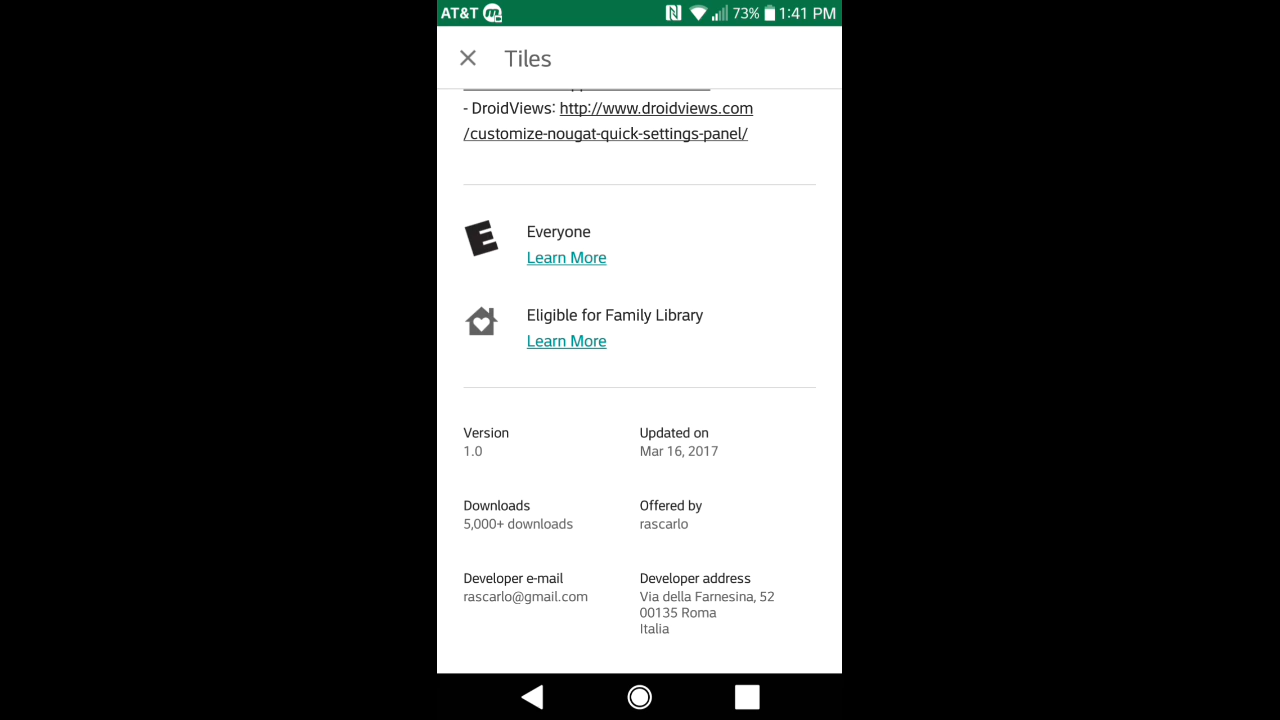 AT&T 73% 1:41 PM
Tiles
- DroidViews: http://www.droidviews.com
/customize-nougat-quick-settings-panel/
E Everyone
Learn More
Eligible for Family Library
Learn More
Version Updated on
1.0 Mar 16, 2017
Downloads Offered by
5,000+ downloads rascarlo
Developer e-mail Developer address
rascarlo@gmail.com Via della Farnesina, 52
00135 Roma
Italia